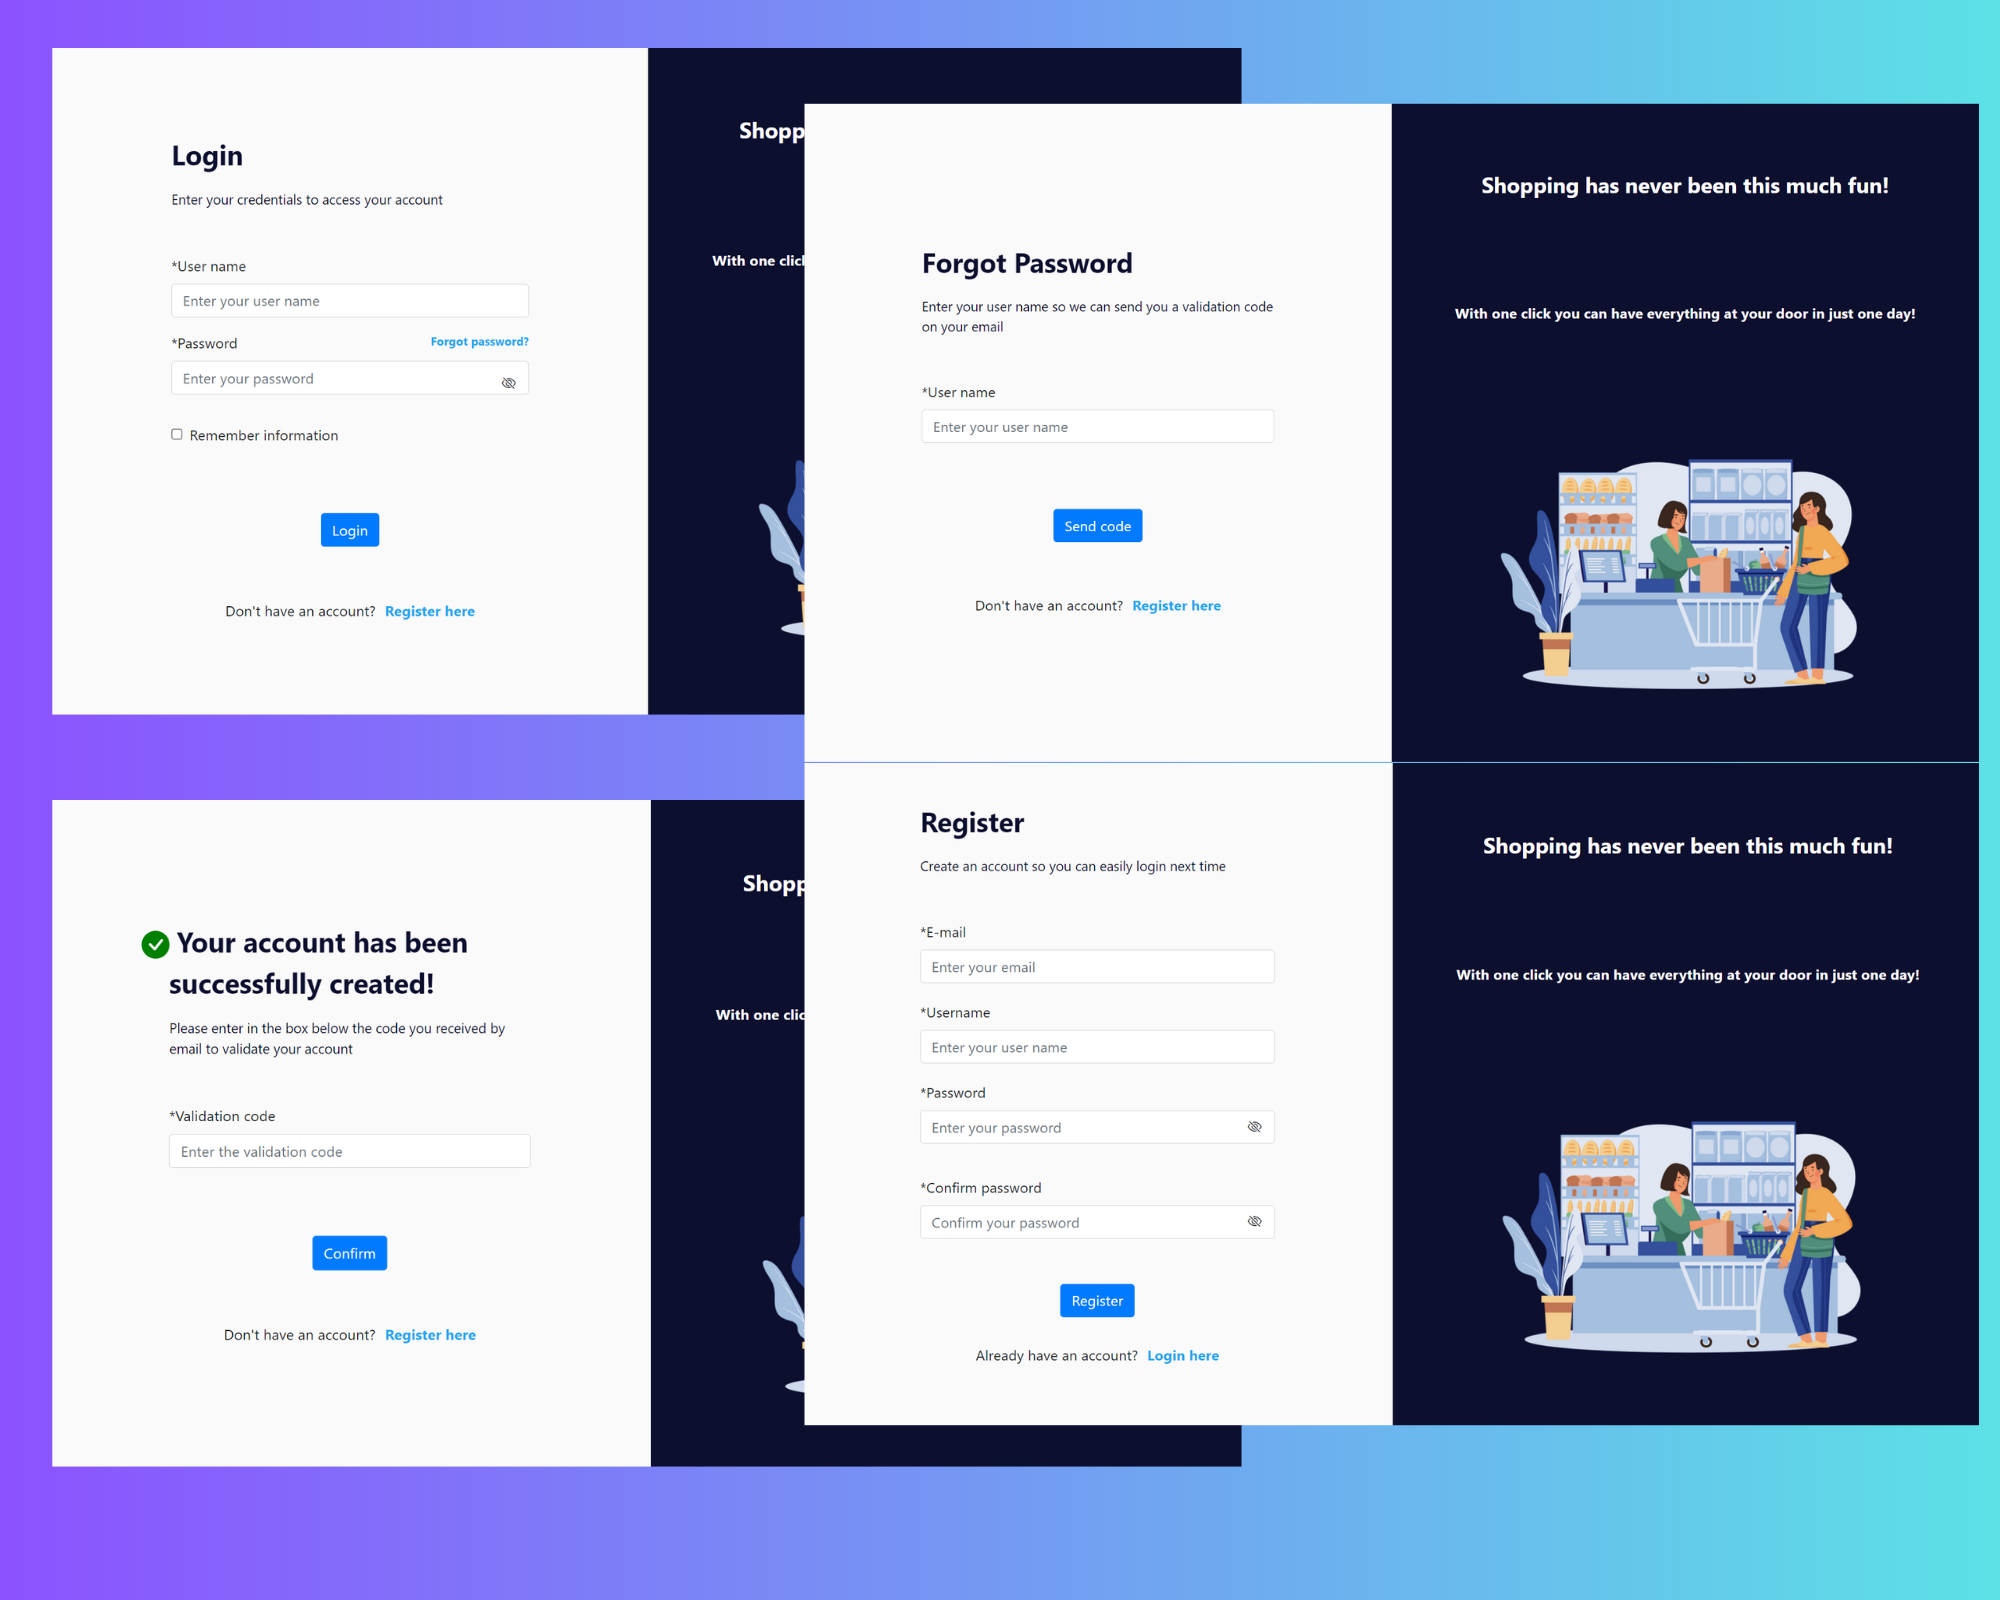 Login
Enter your credentials to access your account
*User name
Enter your user name
*Password
Forgot password?
Enter your password
Remember information
Login
Don't have an account? Register here
Shopp
With one clic
Forgot Password
Enter your user name so we can send you a validation code
on your email
*User name
Enter your user name
Send code
Don't have an account? Register here
Shopping has never been this much fun!
With one click you can have everything at your door in just one day!
Your account has been
successfully created!
Please enter in the box below the code you received by
email to validate your account
*Validation code
Enter the validation code
Confirm
Don't have an account? Register here
Shopp
With one clic
Register
Create an account so you can easily login next time
*E-mail
Enter your email
*Username
Enter your user name
*Password
Enter your password
*Confirm password
Confirm your password
Register
Already have an account? Login here
Shopping has never been this much fun!
With one click you can have everything at your door in just one day!